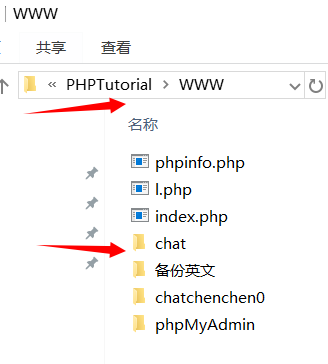 WWW
共享 查看
« PHPTutorial > WWW
名称
phpinfo.php
l.php
index.php
chat
备份英文
chatchenchen0
phpMyAdmin